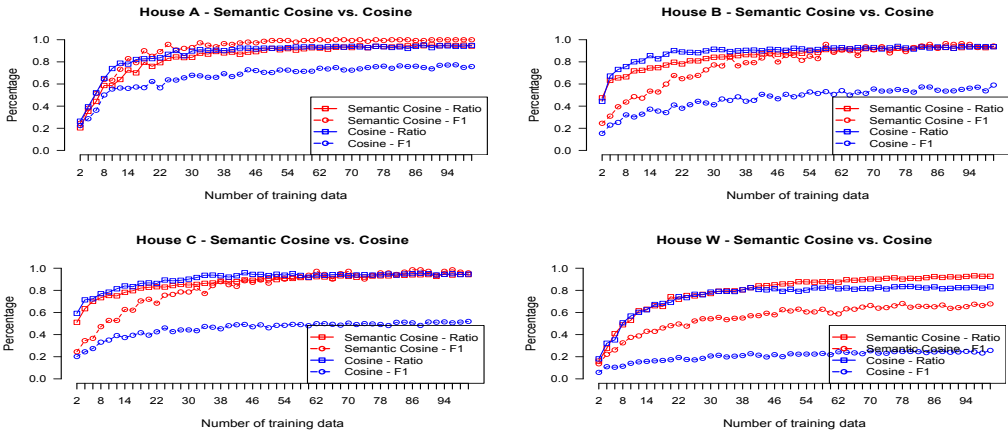 House A - Semantic Cosine vs. Cosine
Percentage
1.0
0.8
0.6
0.4
0.2
0.0
Semantic Cosine - Ratio
Semantic Cosine - F1
Cosine - Ratio
Cosine - F1
2 8 14 22 30 38 46 54 62 70 78 86 94
Number of training data
House B - Semantic Cosine vs. Cosine
Percentage
1.0
0.8
0.6
0.4
0.2
0.0
Semantic Cosine - Ratio
Semantic Cosine - F1
Cosine - Ratio
Cosine - F1
2 8 14 22 30 38 46 54 62 70 78 86 94
Number of training data
House C - Semantic Cosine vs. Cosine
Percentage
1.0
0.8
0.6
0.4
0.2
0.0
Semantic Cosine - Ratio
Semantic Cosine - F1
Cosine - Ratio
Cosine - F1
2 8 14 22 30 38 46 54 62 70 78 86 94
Number of training data
House W - Semantic Cosine vs. Cosine
Percentage
1.0
0.8
0.6
0.4
0.2
0.0
Semantic Cosine - Ratio
Semantic Cosine - F1
Cosine - Ratio
Cosine - F1
2 8 14 22 30 38 46 54 62 70 78 86 94
Number of training data